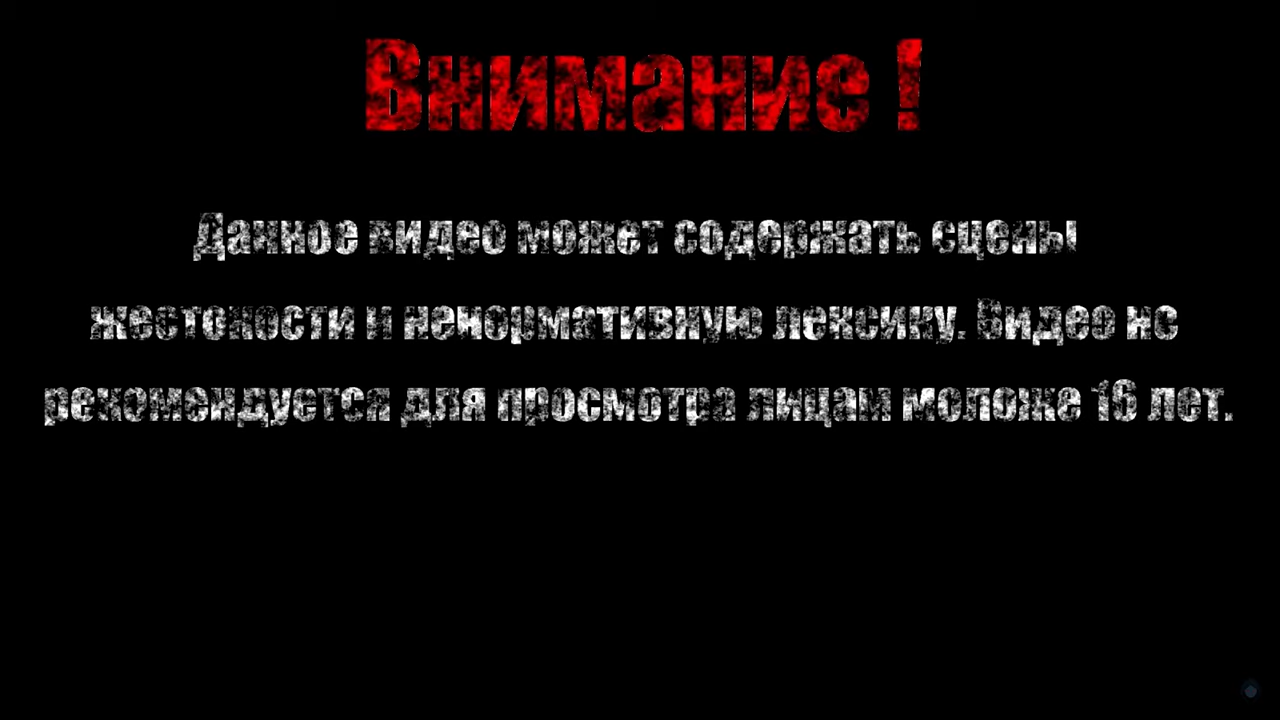 Внимание !
Данное видео может содержать сцены
жестокости и ненормативную лексику. Видео не
рекомендуется для просмотра лицам моложе 16 лет.